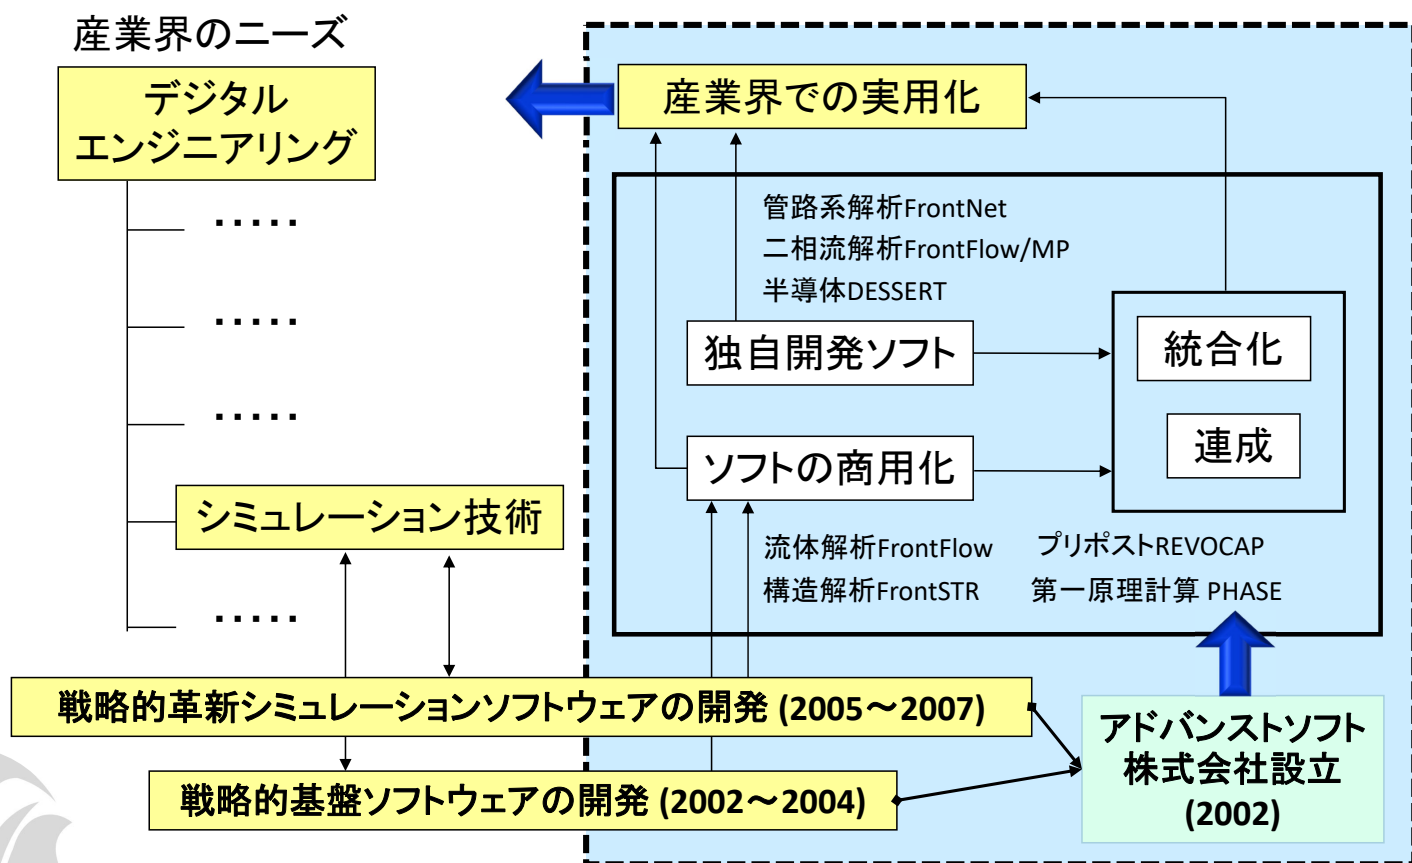 産業界のニーズ
デジタル
エンジニアリング
・・・・・
・・・・・
・・・・・
シミュレーション技術
・・・・・
産業界での実用化
管路系解析FrontNet
二相流解析FrontFlow/MP
半導体DESSERT
独自開発ソフト
統合化
連成
ソフトの商用化
流体解析FrontFlow
プリポストREVOCAP
構造解析FrontSTR
第一原理計算 PHASE
戦略的革新シミュレーションソフトウェアの開発 (2005～2007)
戦略的基盤ソフトウェアの開発 (2002～2004)
アドバンストソフト
株式会社設立
(2002)